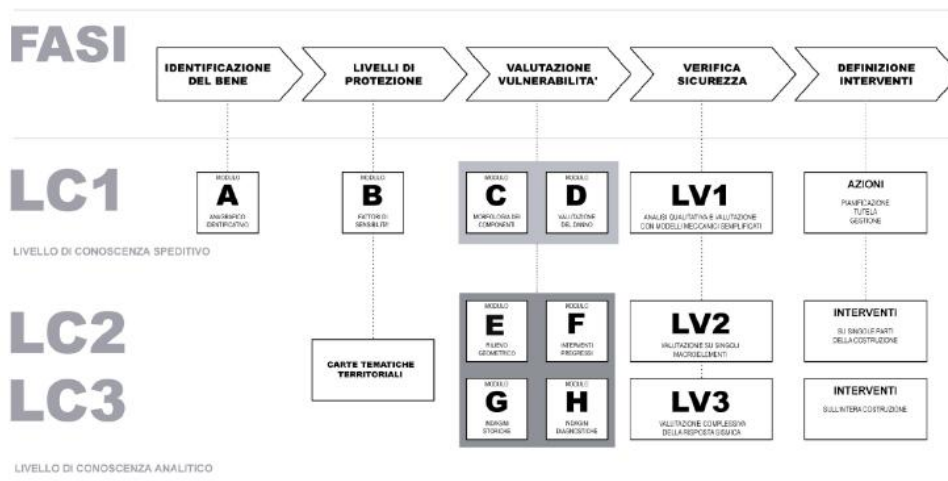 FASI
IDENTIFICAZIONE
DEL BENE
LIVELLI DI
PROTEZIONE
VALUTAZIONE
VULNERABILITA'
VERIFICA
SICUREZZA
DEFINIZIONE
INTERVENTI
LC1
MODULO
A
ANAGRAFICO
IDENTIFICATIVO
MODULO
B
FATTORI DI
SENSIBILITA'
MODULO
C
MORFOLOGIA DEI
COMPONENTI
MODULO
D
VALUTAZIONE
DEL DANNO
LV1
ANALISI QUALITATIVA E VALUTAZIONE
CON MODELLI MECCANICI SEMPLIFICATI
AZIONI
PIANIFICAZIONE
TUTELA
GESTIONE
LIVELLO DI CONOSCENZA SPEDITIVO
LC2
CARTE TEMATICHE
TERRITORIALI
MODULO
E
RILIEVO
GEOMETRICO
MODULO
F
INTERVENTI
PREGRESSI
LV2
VALUTAZIONE SU SINGOLI
MACROELEMENTI
INTERVENTI
SU SINGOLE PARTI
DELLA COSTRUZIONE
LC3
MODULO
G
INDAGINI
STORICHE
MODULO
H
INDAGINI
DIAGNOSTICHE
LV3
VALUTAZIONE COMPLESSIVA
DELLA RISPOSTA SISMICA
INTERVENTI
SULL'INTERA COSTRUZIONE
LIVELLO DI CONOSCENZA ANALITICO